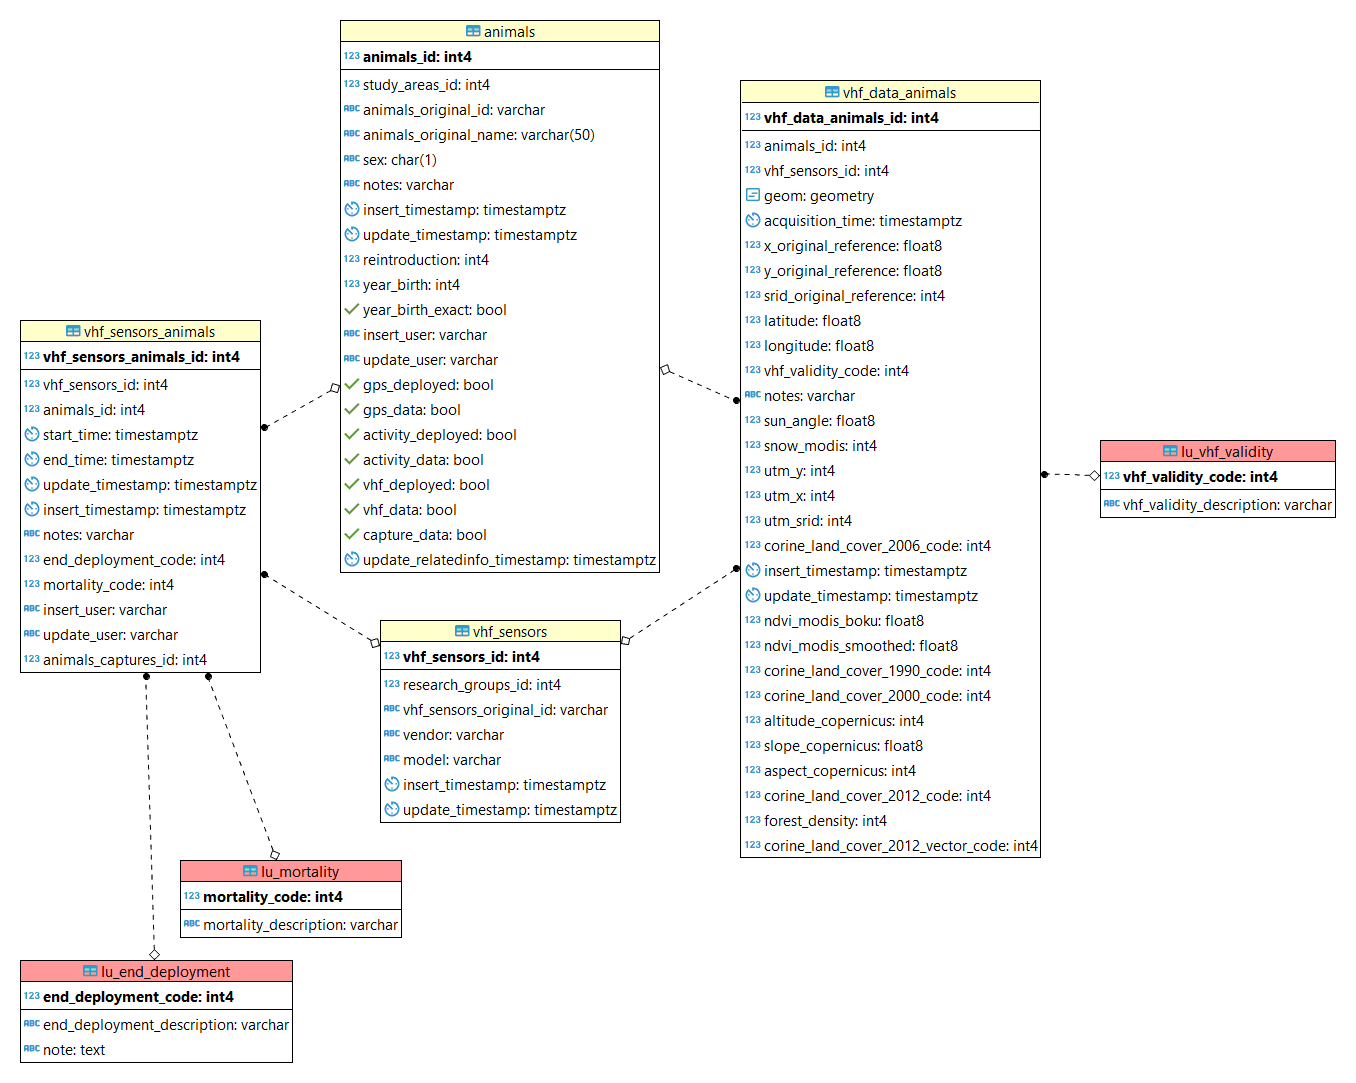 animals
123 animals_id: int4
123 study_areas_id: int4
ABC animals_original_id: varchar
ABC animals_original_name: varchar(50)
ABC sex: char(1)
ABC notes: varchar
insert_timestamp: timestamptz
update_timestamp: timestamptz
123 reintroduction: int4
123 year_birth: int4
year_birth_exact: bool
ABC insert_user: varchar
ABC update_user: varchar
gps_deployed: bool
gps_data: bool
activity_deployed: bool
activity_data: bool
vhf_deployed: bool
vhf_data: bool
capture_data: bool
update_relatedinfo_timestamp: timestamptz
vhf_data_animals
123 vhf_data_animals_id: int4
123 animals_id: int4
123 vhf_sensors_id: int4
geom: geometry
acquisition_time: timestamptz
123 x_original_reference: float8
123 y_original_reference: float8
123 srid_original_reference: int4
123 latitude: float8
123 longitude: float8
123 vhf_validity_code: int4
ABC notes: varchar
123 sun_angle: float8
123 snow_modis: int4
123 utm_y: int4
123 utm_x: int4
123 utm_srid: int4
123 corine_land_cover_2006_code: int4
insert_timestamp: timestamptz
update_timestamp: timestamptz
123 ndvi_modis_boku: float8
123 ndvi_modis_smoothed: float8
123 corine_land_cover_1990_code: int4
123 corine_land_cover_2000_code: int4
123 altitude_copernicus: int4
123 slope_copernicus: float8
123 aspect_copernicus: int4
123 corine_land_cover_2012_code: int4
123 forest_density: int4
123 corine_land_cover_2012_vector_code: int4
vhf_sensors_animals
123 vhf_sensors_animals_id: int4
123 vhf_sensors_id: int4
123 animals_id: int4
start_time: timestamptz
end_time: timestamptz
update_timestamp: timestamptz
insert_timestamp: timestamptz
ABC notes: varchar
123 end_deployment_code: int4
123 mortality_code: int4
ABC insert_user: varchar
ABC update_user: varchar
123 animals_captures_id: int4
lu_vhf_validity
123 vhf_validity_code: int4
ABC vhf_validity_description: varchar
vhf_sensors
123 vhf_sensors_id: int4
123 research_groups_id: int4
ABC vhf_sensors_original_id: varchar
ABC vendor: varchar
ABC model: varchar
insert_timestamp: timestamptz
update_timestamp: timestamptz
lu_mortality
123 mortality_code: int4
ABC mortality_description: varchar
lu_end_deployment
123 end_deployment_code: int4
ABC end_deployment_description: varchar
ABC note: text